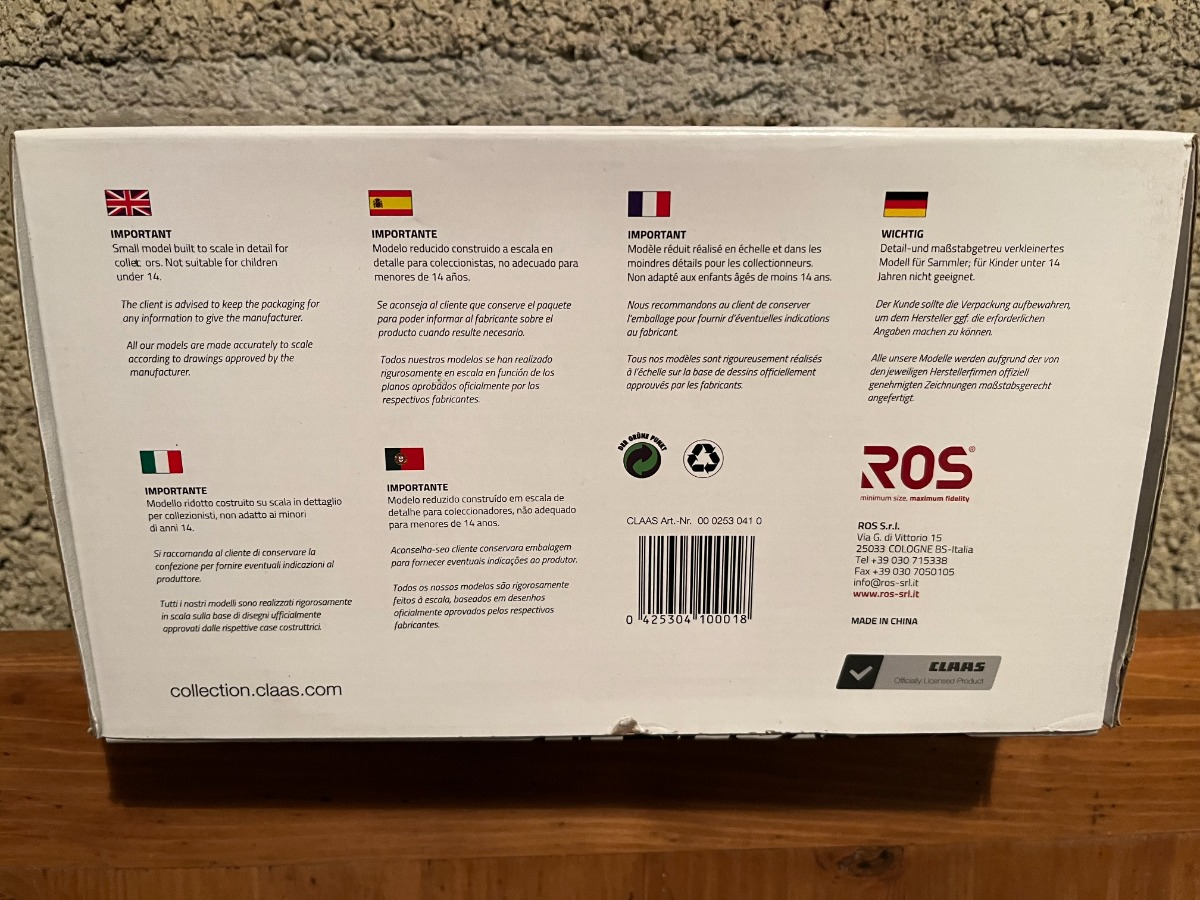 IMPORTANT
Small model built to scale in detail for
collec ors. Not suitable for children
under 14.
The client is advised to keep the packaging for
any information to give the manufacturer.
All our models are made accurately to scale
according to drawings approved by the
manufacturer.
IMPORTANTE
Modelo reducido construido a escala en
detalle para coleccionistas, no adecuado para
menores de 14 años.
Se aconseja al cliente que conserve el paquete
para poder informar al fabricante sobre el
producto cuando resulte necesario.
Todos nuestros modelos se han realizado
rigurosamente en escala en función de los
planos aprobados oficialmente por los
respectivos fabricantes.
IMPORTANT
Modèle réduit réalisé en échelle et dans les
moindres détails pour les collectionneurs.
Non adapté aux enfants âgés de moins 14 ans.
Nous recommandons au client de conserver
l'emballage pour fournir d'éventuelles indications
au fabricant.
Tous nos modèles sont rigoureusement réalisés
à l'échelle sur la base de dessins officiellement
approuvés par les fabricants.
WICHTIG
Detail-und maßstabgetreu verkleinertes
Modell für Sammler; für Kinder unter 14
Jahren nicht geeignet.
Der Kunde sollte die Verpackung aufbewahren,
um dem Hersteller ggf. die erforderlichen
Angaben machen zu können.
Alle unsere Modelle werden aufgrund der von
den jeweiligen Herstellerfirmen offiziell
genehmigten Zeichnungen maßstabsgerecht
angefertigt.
IMPORTANTE
Modello ridotto costruito su scala in dettaglio
per collezionisti, non adatto ai minori
di anni 14.
Si raccomanda al cliente di conservare la
confezione per fornire eventuali indicazioni al
produttore.
Tutti i nostri modelli sono realizzati rigorosamente
in scala sulla base di disegni ufficialmente
approvati dalle rispettive case costruttrici.
IMPORTANTE
Modelo reduzido construído em escala de
detalhe para coleccionadores, não adequado
para menores de 14 anos.
Aconselha-seo cliente conservara embalagem
para fornecer eventuais indicações ao produtor.
Todos os nossos modelos são rigorosamente
feitos à escala, baseados em desenhos
oficialmente aprovados pelos respectivos
fabricantes.
DER GRÜNE PUNKT
CLAAS Art.-Nr. 00 0253 041 0
0 425304 100018
ROS®
minimum size, maximum fidelity
ROS S.r.l.
Via G. di Vittorio 15
25033 COLOGNE BS-Italia
Tel +39 030 715338
Fax +39 030 7050105
info@ros-srl.it
www.ros-srl.it
MADE IN CHINA
CLAAS
Officially Licensed Product
collection.claas.com